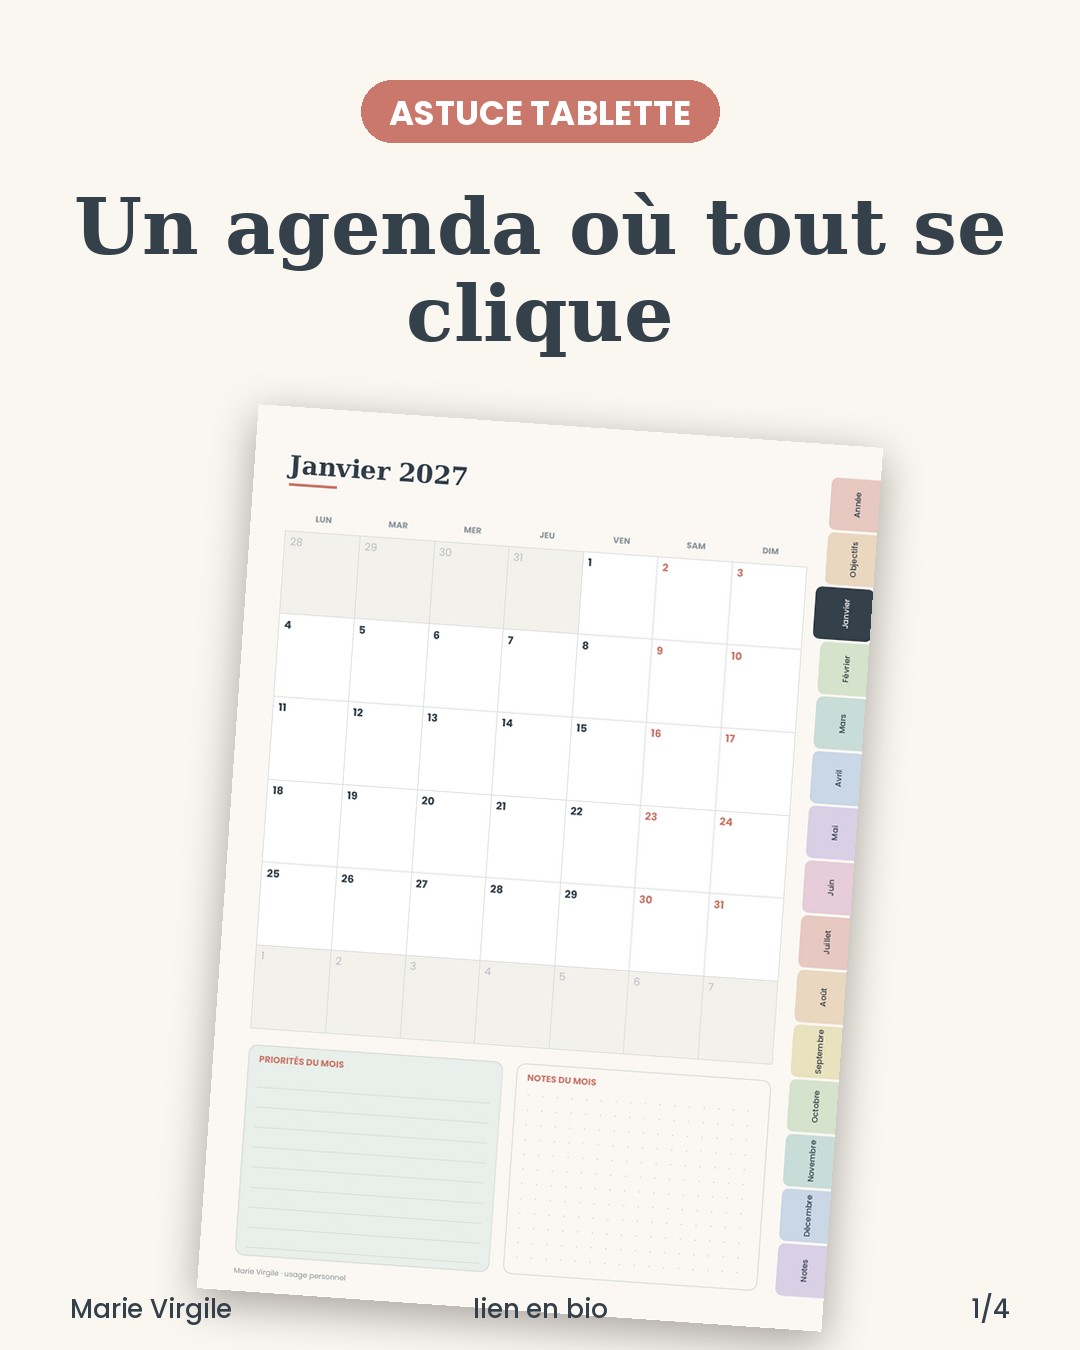 ASTUCE TABLETTE
Un agenda où tout se
clique
Janvier 2027
LUN MAR MER JEU VEN SAM DIM
28 29 30 31 1 2 3
4 5 6 7 8 9 10
11 12 13 14 15 16 17
18 19 20 21 22 23 24
25 26 27 28 29 30 31
1 2 3 4 5 6 7
Année
Objectifs
Janvier
Février
Mars
Avril
Mai
Juin
Juillet
Août
Septembre
Octobre
Novembre
Décembre
Notes
PRIORITÉS DU MOIS
NOTES DU MOIS
Marie Virgile · usage personnel
Marie Virgile lien en bio 1/4